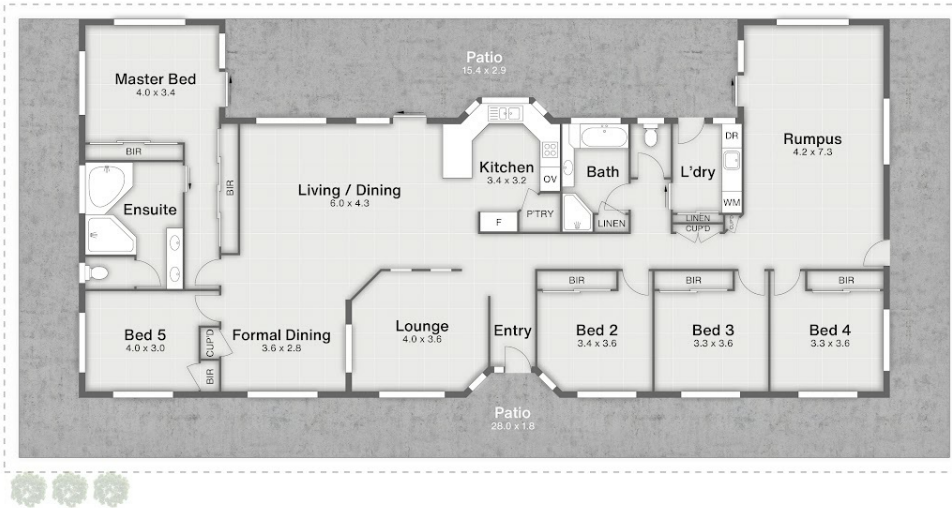 Patio
15.4 x 2.9
Master Bed
4.0 x 3.4
BIR
BIR
Ensuite
Living / Dining
6.0 x 4.3
Kitchen
3.4 x 3.2
OV
P'TRY
F
Bath
LINEN
L'dry
DR
WM
LINEN
CUP'D
Rumpus
4.2 x 7.3
Bed 5
4.0 x 3.0
CUP'D
BIR
Formal Dining
3.6 x 2.8
Lounge
4.0 x 3.6
Entry
BIR
Bed 2
3.4 x 3.6
BIR
Bed 3
3.3 x 3.6
BIR
Bed 4
3.3 x 3.6
Patio
28.0 x 1.8